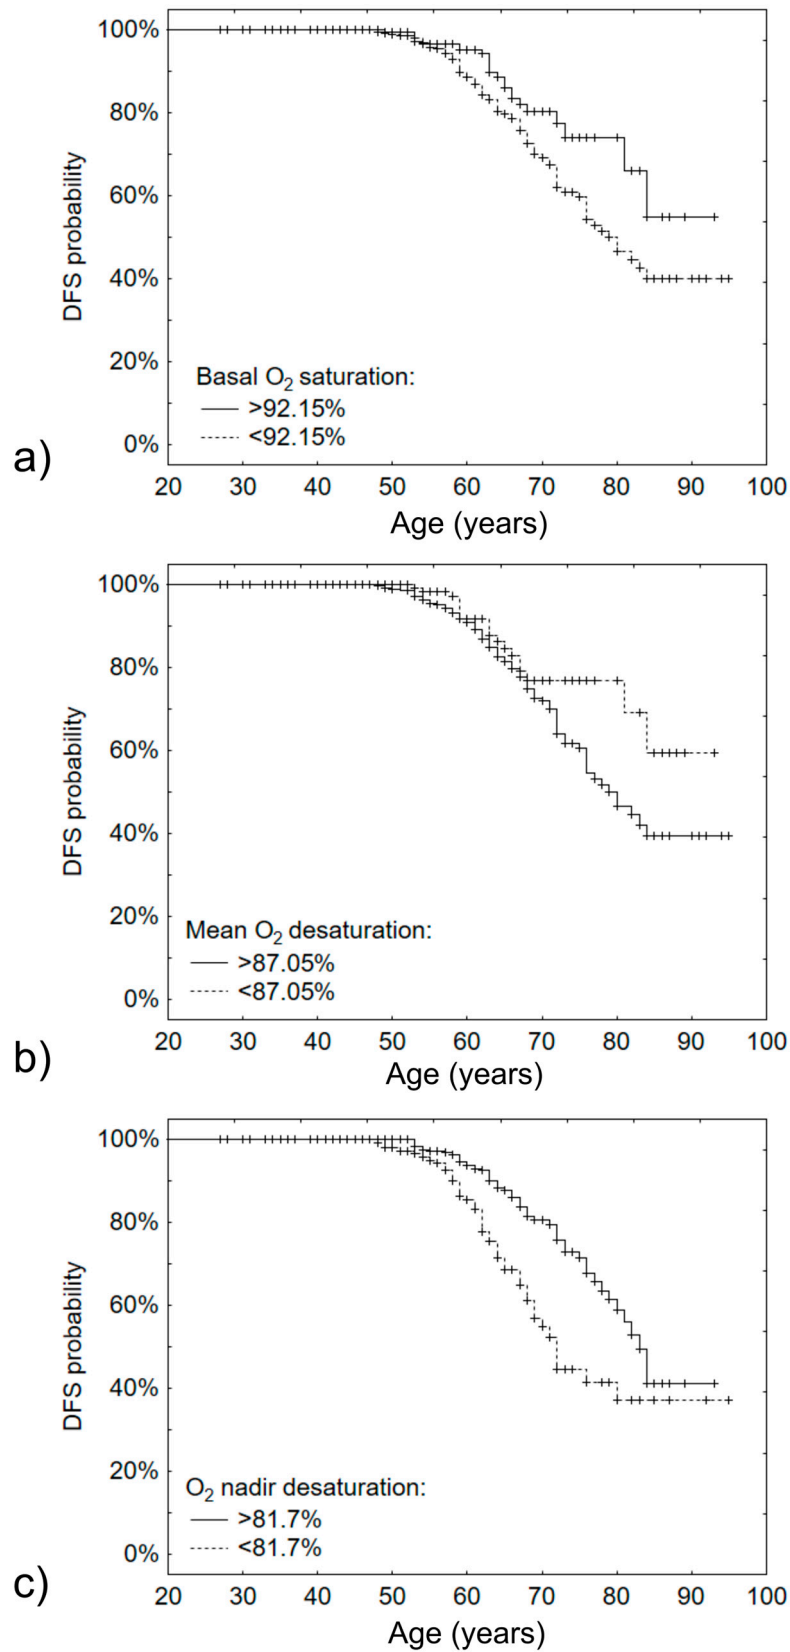 100%
80%
60%
40%
20%
0%
DFS probability
Basal O₂ saturation:
>92.15%
<92.15%
a)
20 30 40 50 60 70 80 90 100
Age (years)
100%
80%
60%
40%
20%
0%
DFS probability
Mean O₂ desaturation:
>87.05%
<87.05%
b)
20 30 40 50 60 70 80 90 100
Age (years)
100%
80%
60%
40%
20%
0%
DFS probability
O₂ nadir desaturation:
>81.7%
<81.7%
c)
20 30 40 50 60 70 80 90 100
Age (years)